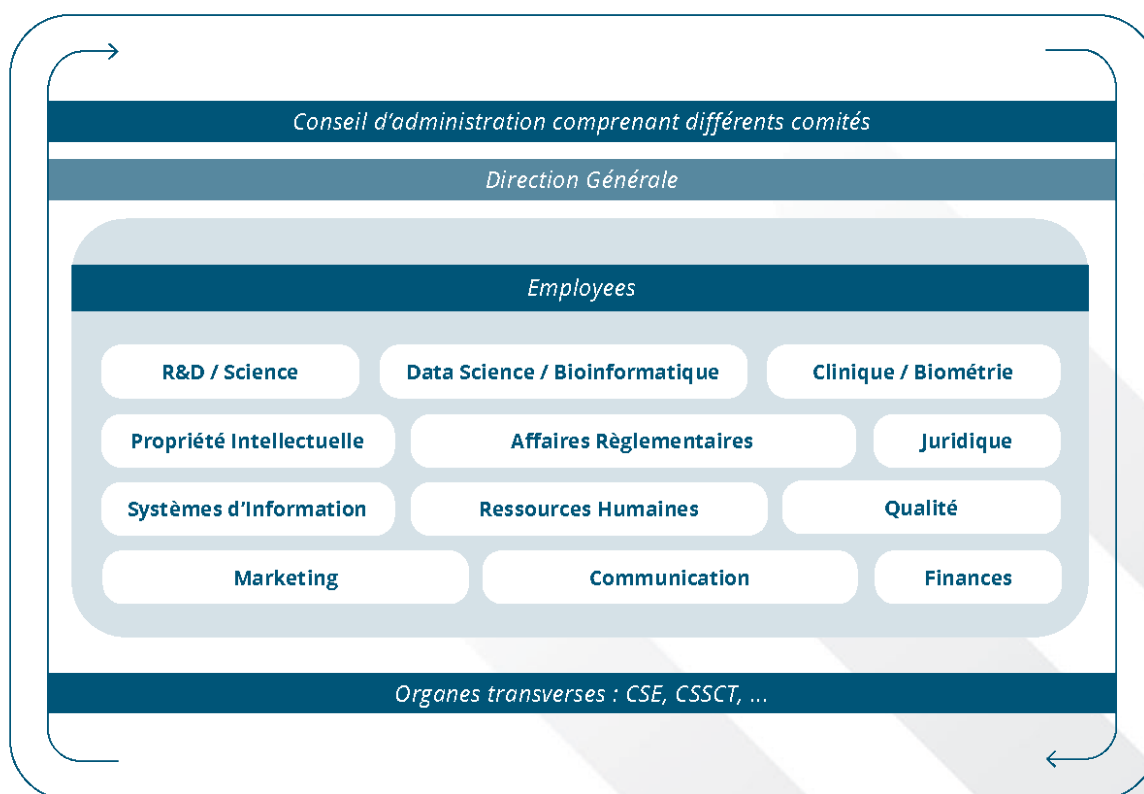 Conseil d'administration comprenant différents comités
Direction Générale
Employees
R&D / Science
Data Science / Bioinformatique
Clinique / Biométrie
Propriété Intellectuelle
Affaires Règlementaires
Juridique
Systèmes d'Information
Ressources Humaines
Qualité
Marketing
Communication
Finances
Organes transverses : CSE, CSSCT, ...